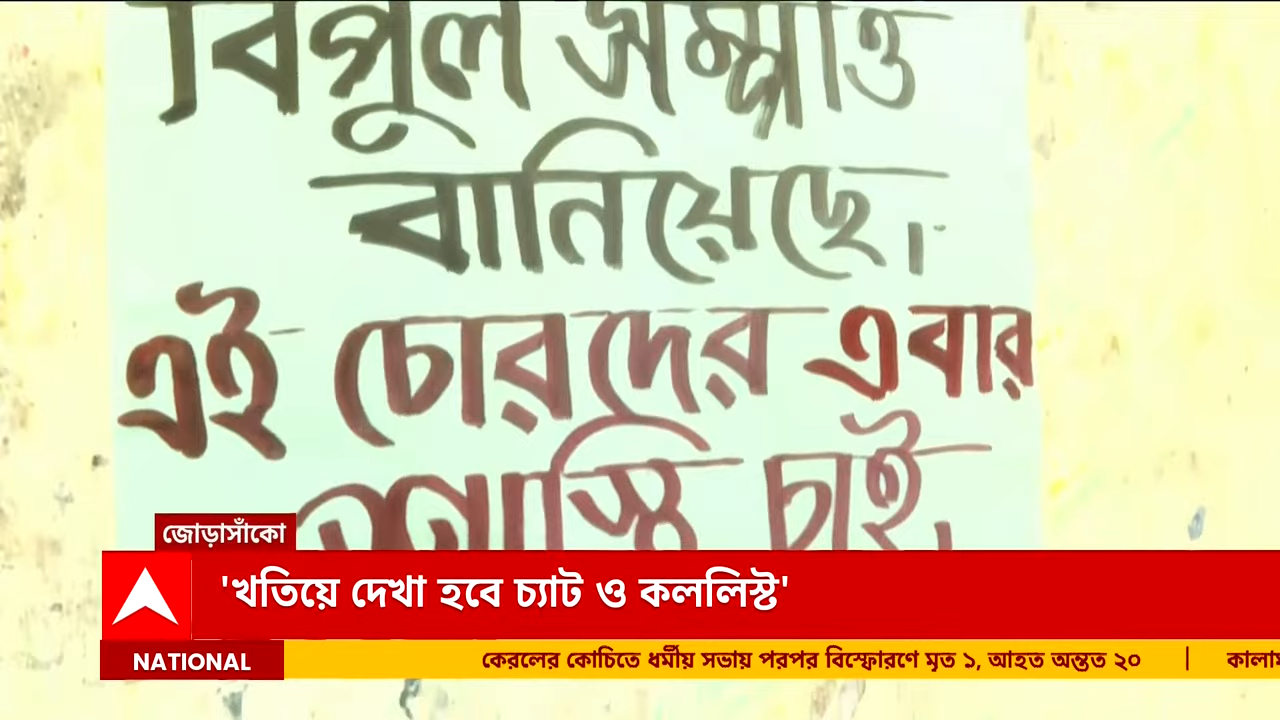 বিপুল সম্পত্তি
বানিয়েছে।
এই চোরদের এবার
শাস্তি চাই,
জোড়াসাঁকো
'খতিয়ে দেখা হবে চ্যাট ও কললিস্ট'
NATIONAL
কেরলের কোচিতে ধর্মীয় সভায় পরপর বিস্ফোরণে মৃত ১, আহত অন্তত ২০ |